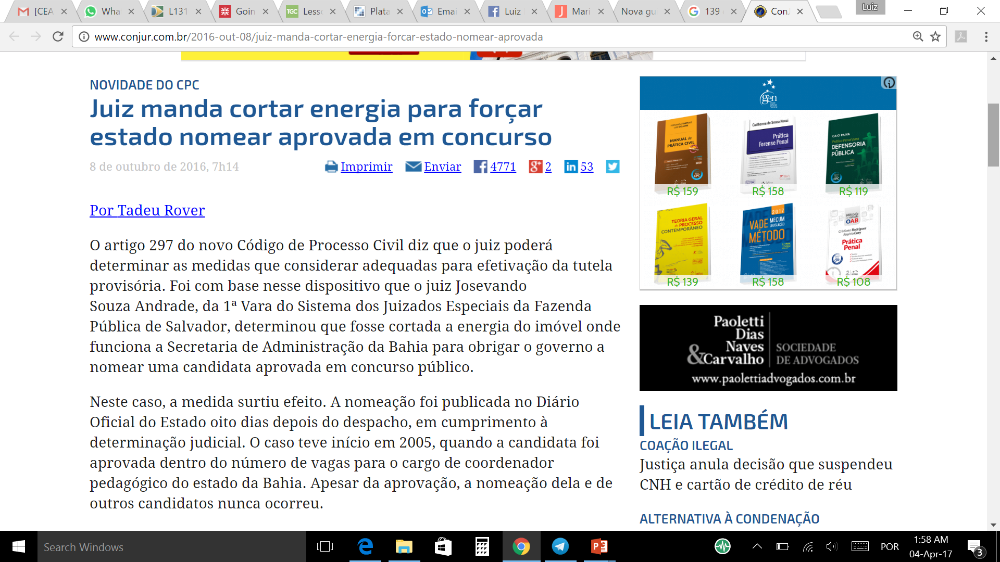 [CEA
Wha
L131
Goin
Less
Plata
Emai
Luiz
Mari
Nova gu
139
ConJ
Luiz
www.conjur.com.br/2016-out-08/juiz-manda-cortar-energia-forcar-estado-nomear-aprovada
NOVIDADE DO CPC
Juiz manda cortar energia para forçar
estado nomear aprovada em concurso
8 de outubro de 2016, 7h14
Imprimir Enviar 4771 2 53
Por Tadeu Rover
O artigo 297 do novo Código de Processo Civil diz que o juiz poderá
determinar as medidas que considerar adequadas para efetivação da tutela
provisória. Foi com base nesse dispositivo que o juiz Josevando
Souza Andrade, da 1ª Vara do Sistema dos Juizados Especiais da Fazenda
Pública de Salvador, determinou que fosse cortada a energia do imóvel onde
funciona a Secretaria de Administração da Bahia para obrigar o governo a
nomear uma candidata aprovada em concurso público.
Neste caso, a medida surtiu efeito. A nomeação foi publicada no Diário
Oficial do Estado oito dias depois do despacho, em cumprimento à
determinação judicial. O caso teve início em 2005, quando a candidata foi
aprovada dentro do número de vagas para o cargo de coordenador
pedagógico do estado da Bahia. Apesar da aprovação, a nomeação dela e de
outros candidatos nunca ocorreu.
gen
MANUAL de
PRÁTICA CIVIL
2016
CPC
R$ 159
Guilherme de Souza Nucci
Prática
Forense Penal
R$ 158
CAIO PAIVA
Prática Penal para
DEFENSORIA
PÚBLICA
CPC
R$ 119
TEORIA GERAL
do PROCESSO
CONTEMPORÂNEO
CPC
R$ 139
2017
VADE MECUM
LEGISLAÇÃO
MÉTODO
R$ 158
Método
OAB
Cristiano Rodrigues
Rogério Cury
Prática
Penal
CPC
R$ 108
Paoletti
Dias
Naves
&Carvalho
SOCIEDADE
DE ADVOGADOS
www.paolettiadvogados.com.br
LEIA TAMBÉM
COAÇÃO ILEGAL
Justiça anula decisão que suspendeu
CNH e cartão de crédito de réu
ALTERNATIVA À CONDENAÇÃO
Search Windows
POR
1:58 AM
04-Apr-17
3